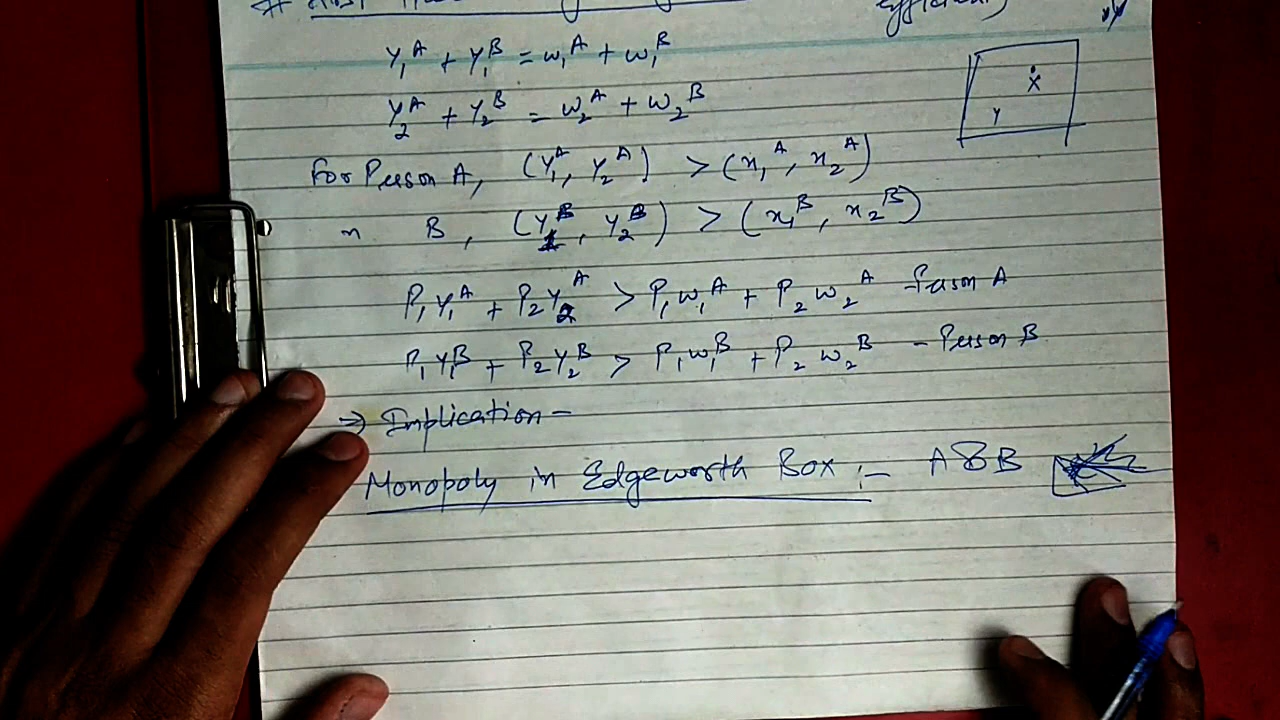 #
y₁ᴬ + y₁ᴮ = w₁ᴬ + w₁ᴮ
y₂ᴬ + y₂ᴮ = w₂ᴬ + w₂ᴮ
X
Y
For Person A, (y₁ᴬ, y₂ᴬ) > (x₁ᴬ, x₂ᴬ)
" B, (y₁ᴮ, y₂ᴮ) > (x₁ᴮ, x₂ᴮ)
P₁y₁ᴬ + P₂y₂ᴬ > P₁w₁ᴬ + P₂w₂ᴬ – Person A
P₁y₁ᴮ + P₂y₂ᴮ > P₁w₁ᴮ + P₂w₂ᴮ – Person B
⇒ Implication –
Monopoly in Edgeworth Box :– A & B